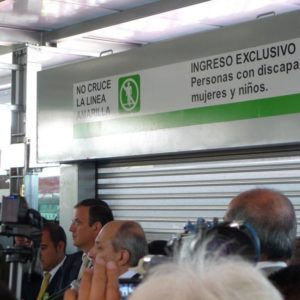 NO CRUCE
LA LINEA
AMARILLA
INGRESO EXCLUSIVO
Personas con discapa
mujeres y niños.